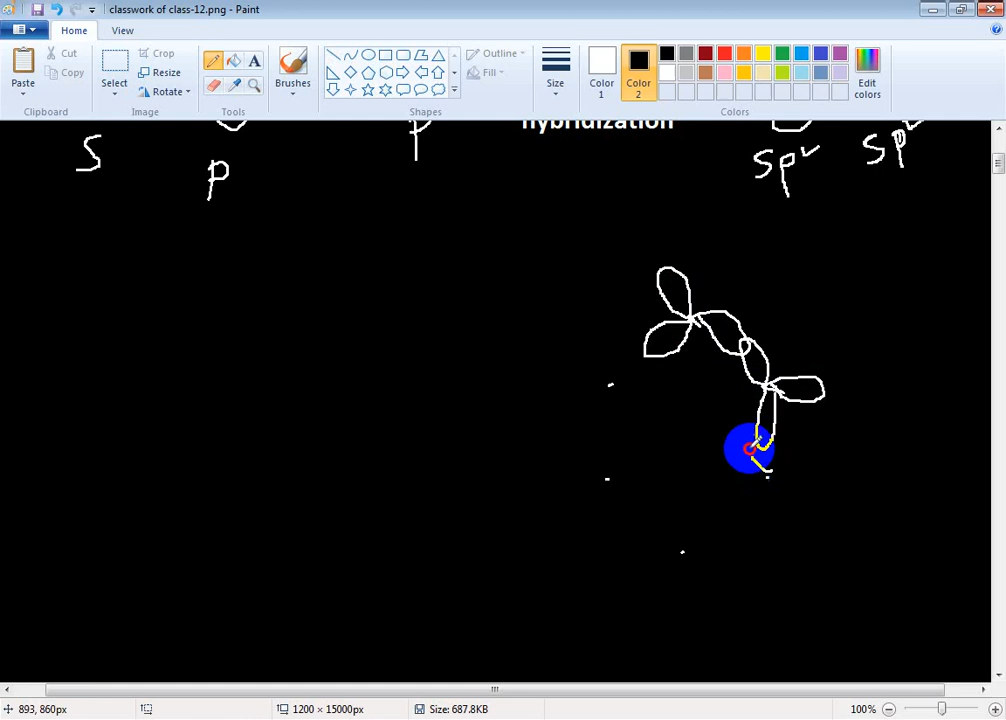 classwork of class-12.png - Paint
Home View
Paste
Cut
Copy
Clipboard
Select
Crop
Resize
Rotate
Image
A
Tools
Brushes
Shapes
Outline
Fill
Size
Color 1
Color 2
Edit colors
Colors
hybridization
S
p
p
sp²
sp²
893, 860px
1200 × 15000px
Size: 687.8KB
100%